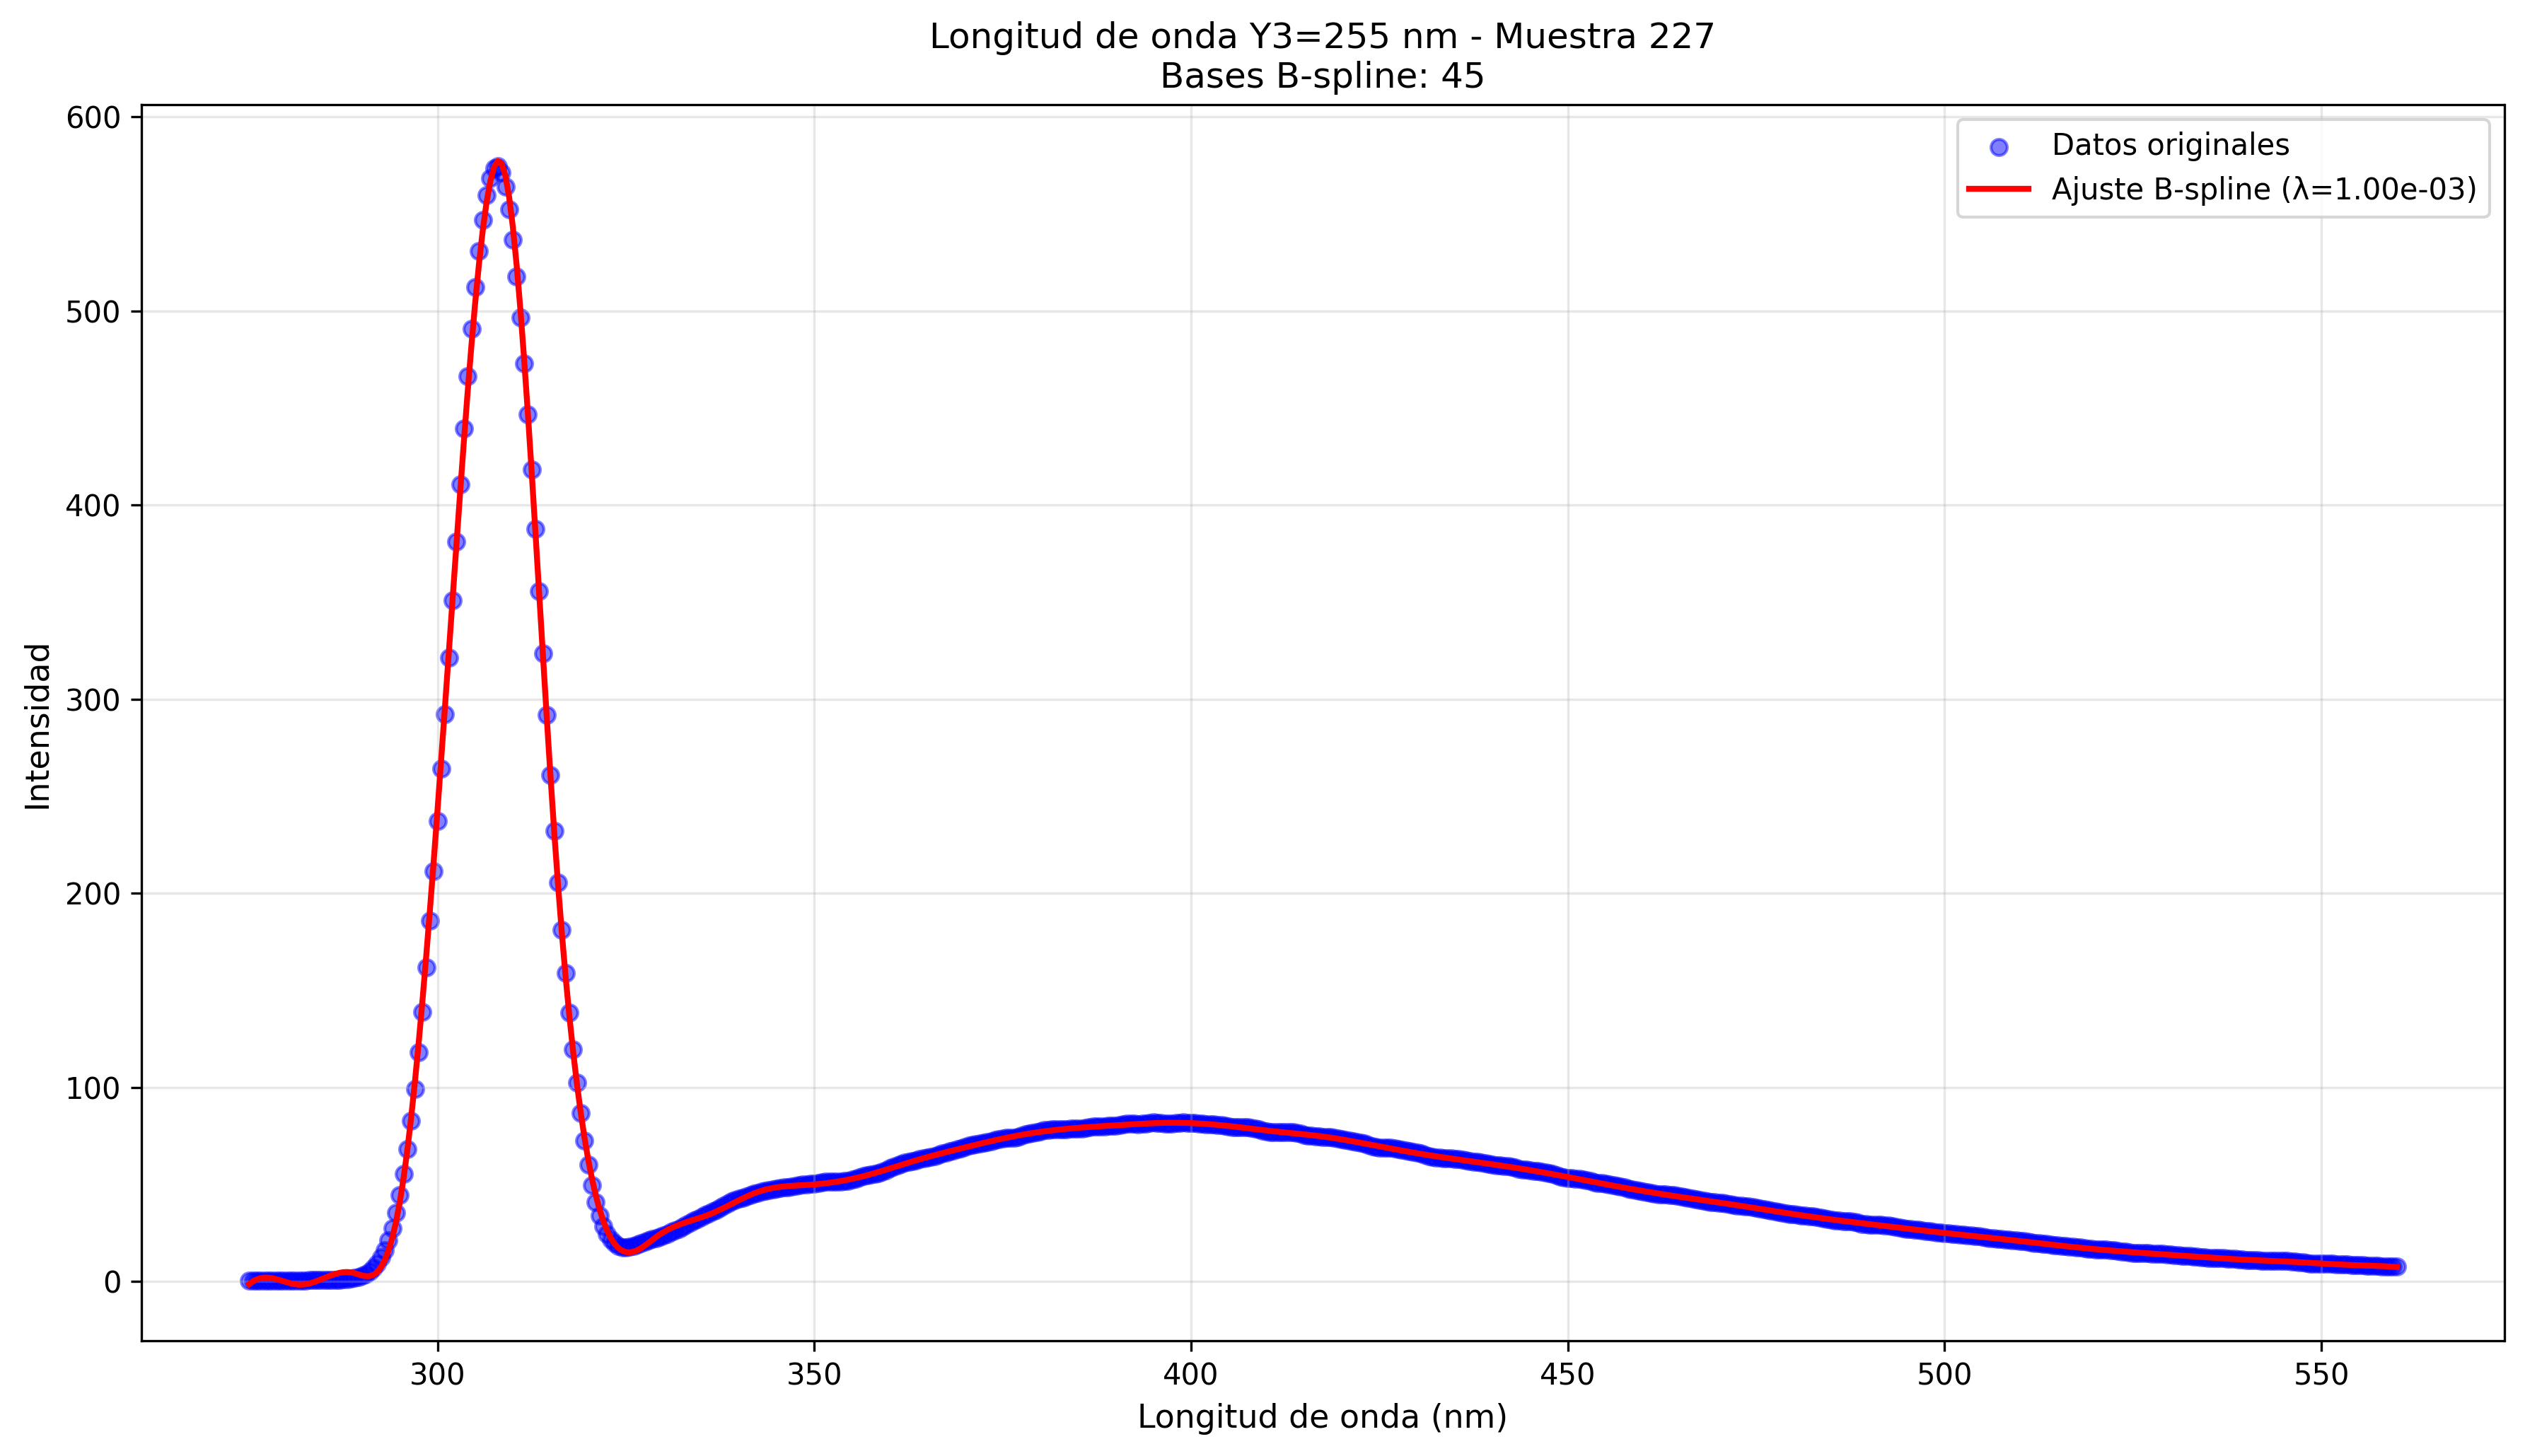 Longitud de onda Y3=255 nm - Muestra 227
Bases B-spline: 45
Datos originales
Ajuste B-spline (λ=1.00e-03)
Intensidad
600
500
400
300
200
100
0
300 350 400 450 500 550
Longitud de onda (nm)